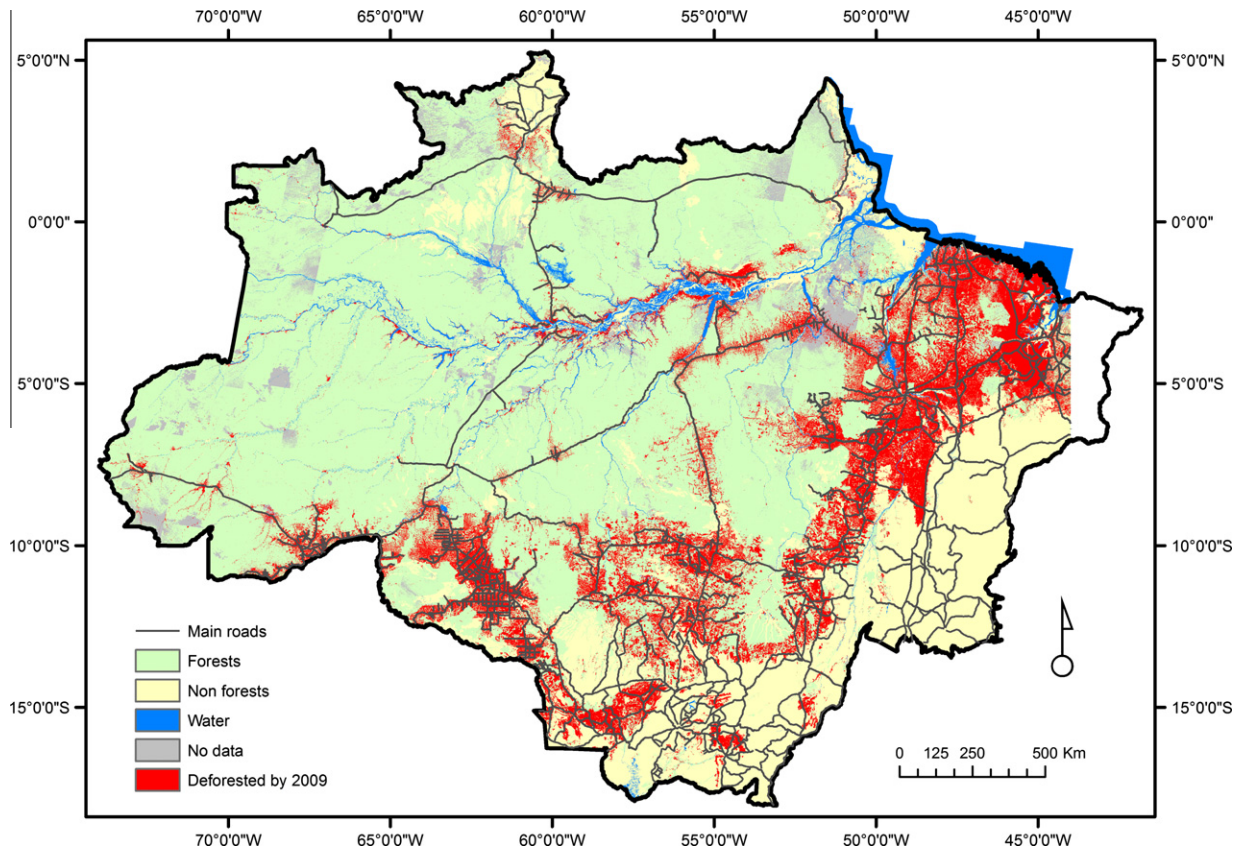 70°0'0"W 65°0'0"W 60°0'0"W 55°0'0"W 50°0'0"W 45°0'0"W
5°0'0"N 5°0'0"N
0°0'0" 0°0'0"
5°0'0"S 5°0'0"S
10°0'0"S 10°0'0"S
15°0'0"S 15°0'0"S
Main roads
Forests
Non forests
Water
No data
Deforested by 2009
0 125 250 500 Km
70°0'0"W 65°0'0"W 60°0'0"W 55°0'0"W 50°0'0"W 45°0'0"W